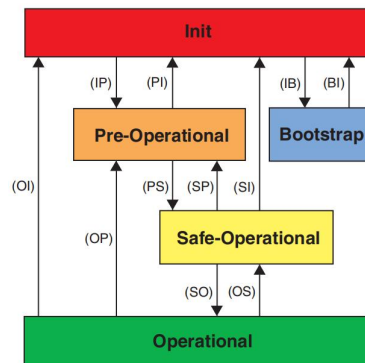 Init
(IP) (PI) (IB) (BI)
Pre-Operational Bootstrap
(OI) (OP) (PS) (SP) (SI)
Safe-Operational
(SO) (OS)
Operational